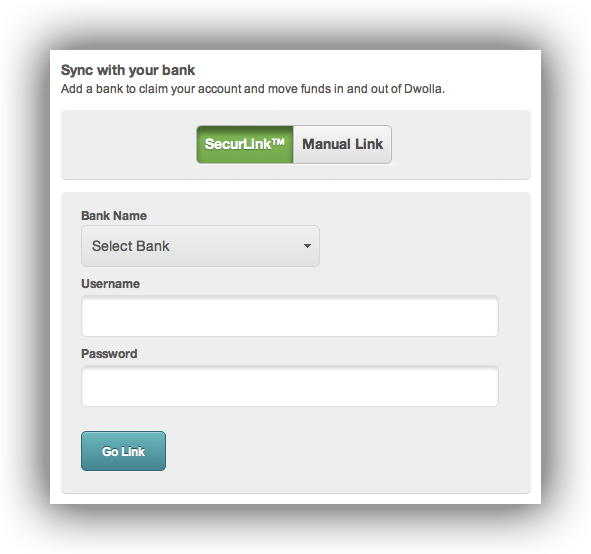 Sync with your bank
Add a bank to claim your account and move funds in and out of Dwolla.
SecurLink™ Manual Link
Bank Name
Select Bank
Username
Password
Go Link